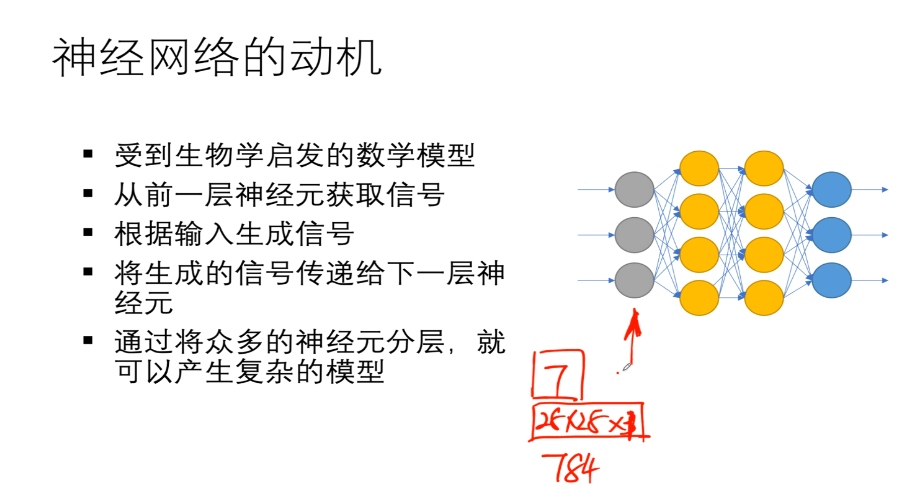 神经网络的动机
▪ 受到生物学启发的数学模型
▪ 从前一层神经元获取信号
▪ 根据输入生成信号
▪ 将生成的信号传递给下一层神
经元
▪ 通过将众多的神经元分层，就
可以产生复杂的模型
7
28×28×1
784